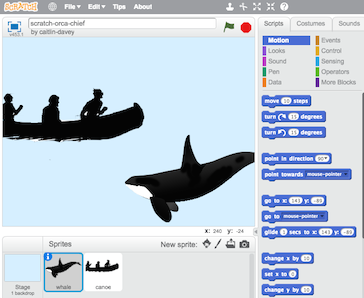 SCRATCH File▼ Edit▼ Tips About
scratch-orca-chief
by caitlin-davey
v453.1
Scripts Costumes Sounds
Motion Events
Looks Control
Sound Sensing
Pen Operators
Data More Blocks
move 10 steps
turn 15 degrees
turn 15 degrees
point in direction 90▼
point towards mouse-pointer
go to x: 143 y: -89
go to mouse-pointer
glide 1 secs to x: 143 y: -89
change x by 10
set x to 0
change y by 10
x: 240 y: -24
Sprites New sprite:
Stage
1 backdrop
whale
canoe